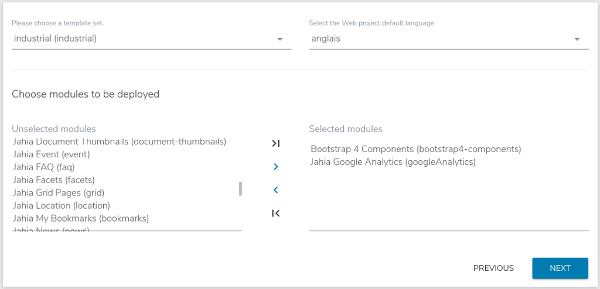 Please choose a template set.
industrial (industrial)
Select the Web project default language
anglais
Choose modules to be deployed
Unselected modules
Jahia Document Thumbnails (document-thumbnails)
Jahia Event (event)
Jahia FAQ (faq)
Jahia Facets (facets)
Jahia Grid Pages (grid)
Jahia Location (location)
Jahia My Bookmarks (bookmarks)
Jahia News (news)
Selected modules
Bootstrap 4 Components (bootstrap4-components)
Jahia Google Analytics (googleAnalytics)
PREVIOUS
NEXT